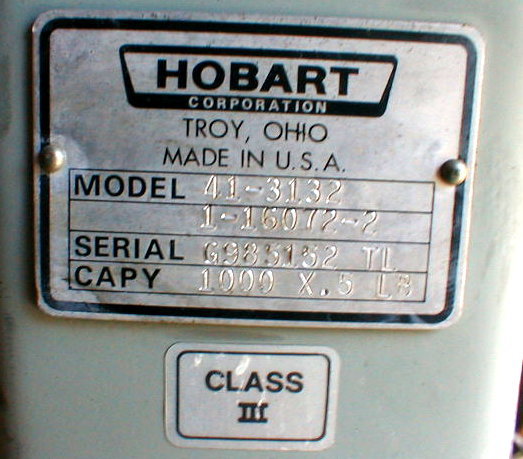 HOBART
CORPORATION
TROY, OHIO
MADE IN U.S.A.
MODEL 41-3132
1-16072-2
SERIAL G985152 TL
CAPY 1000 X.5 LB
CLASS
III